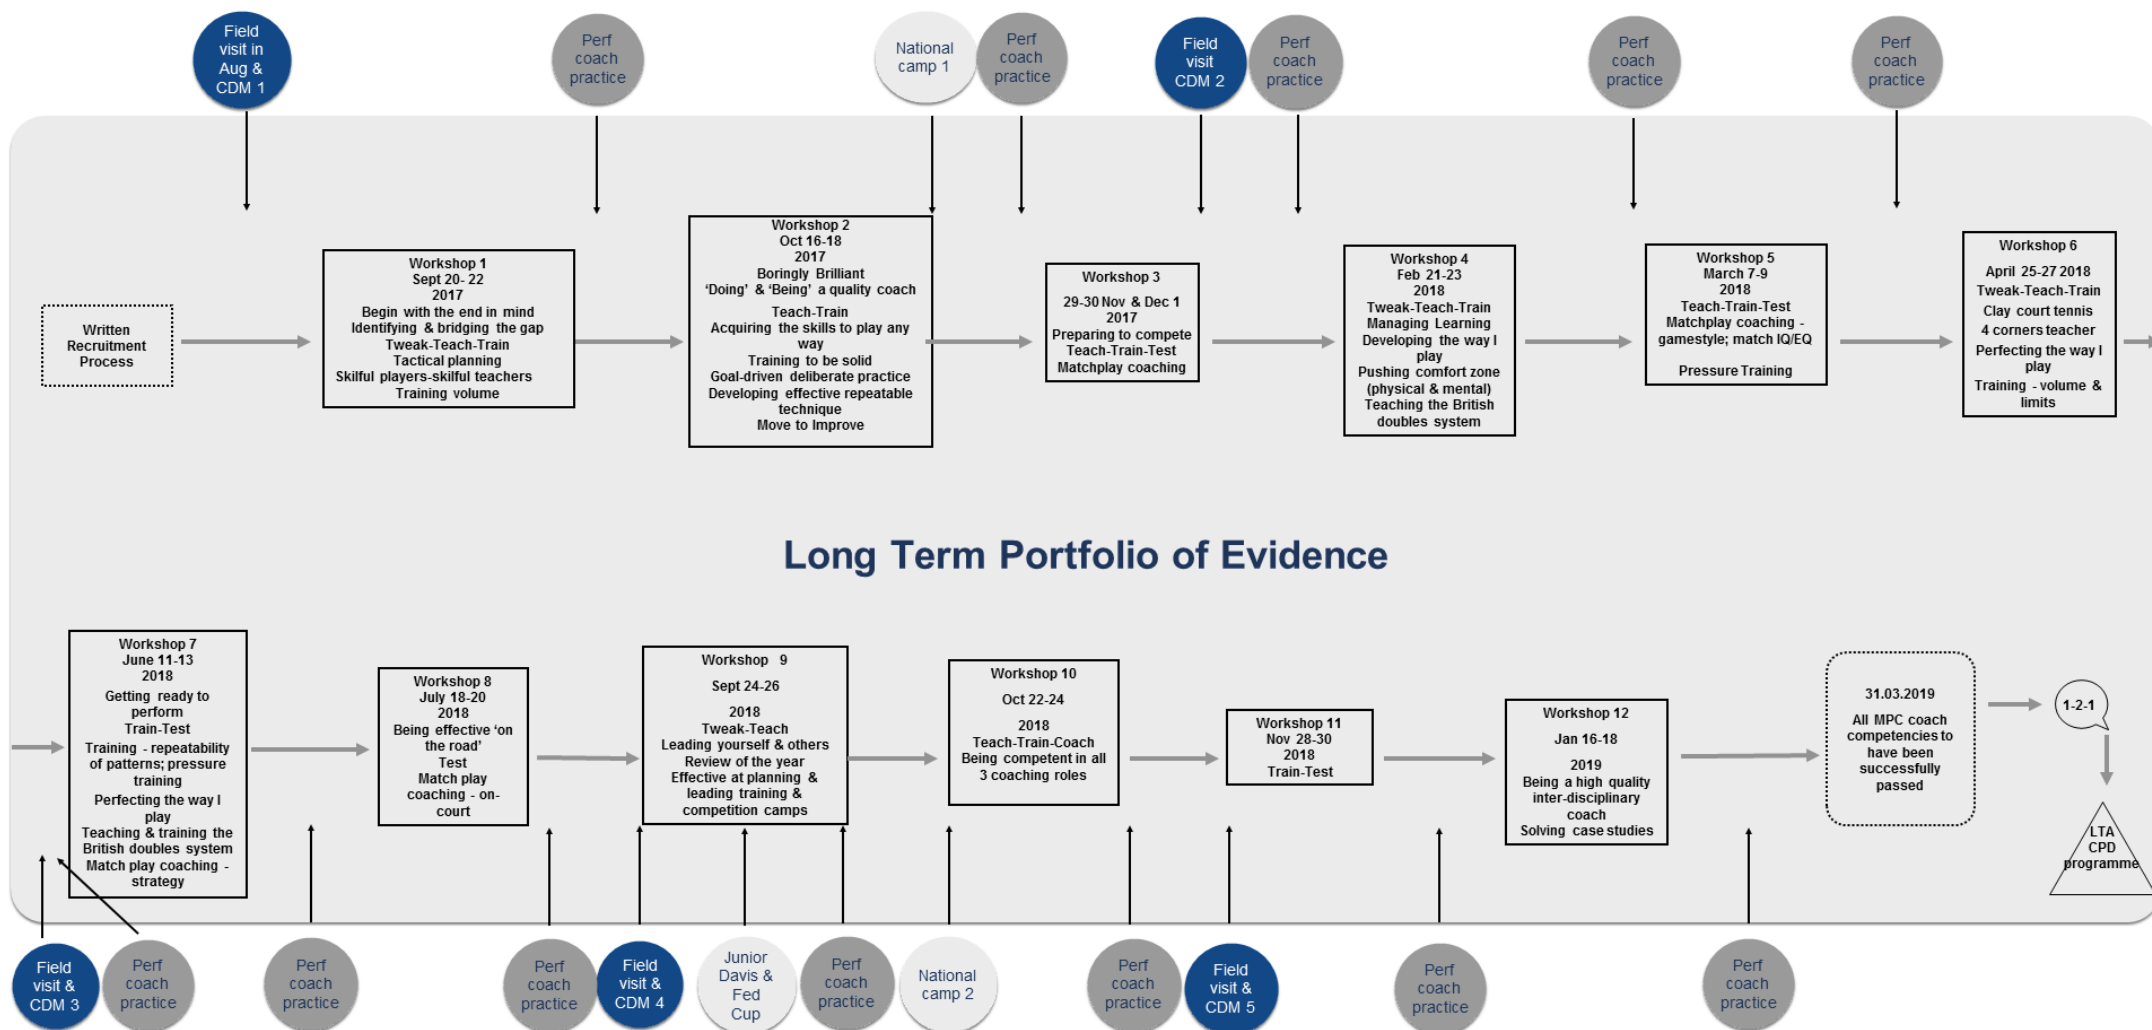 Field
visit in
Aug &
CDM 1
Perf
coach
practice
National
camp 1
Perf
coach
practice
Field
visit
CDM 2
Perf
coach
practice
Perf
coach
practice
Perf
coach
practice
Written
Recruitment
Process
Workshop 1
Sept 20- 22
2017
Begin with the end in mind
Identifying & bridging the gap
Tweak-Teach-Train
Tactical planning
Skilful players-skilful teachers
Training volume
Workshop 2
Oct 16-18
2017
Boringly Brilliant
‘Doing’ & ‘Being’ a quality coach
Teach-Train
Acquiring the skills to play any
way
Training to be solid
Goal-driven deliberate practice
Developing effective repeatable
technique
Move to Improve
Workshop 3
29-30 Nov & Dec 1
2017
Preparing to compete
Teach-Train-Test
Matchplay coaching
Workshop 4
Feb 21-23
2018
Tweak-Teach-Train
Managing Learning
Developing the way I
play
Pushing comfort zone
(physical & mental)
Teaching the British
doubles system
Workshop 5
March 7-9
2018
Teach-Train-Test
Matchplay coaching -
gamestyle; match IQ/EQ
Pressure Training
Workshop 6
April 25-27 2018
Tweak-Teach-Train
Clay court tennis
4 corners teacher
Perfecting the way I
play
Training - volume &
limits
Long Term Portfolio of Evidence
Workshop 7
June 11-13
2018
Getting ready to
perform
Train-Test
Training - repeatability
of patterns; pressure
training
Perfecting the way I
play
Teaching & training the
British doubles system
Match play coaching -
strategy
Workshop 8
July 18-20
2018
Being effective ‘on
the road’
Test
Match play
coaching - on-
court
Workshop 9
Sept 24-26
2018
Tweak-Teach
Leading yourself & others
Review of the year
Effective at planning &
leading training &
competition camps
Workshop 10
Oct 22-24
2018
Teach-Train-Coach
Being competent in all
3 coaching roles
Workshop 11
Nov 28-30
2018
Train-Test
Workshop 12
Jan 16-18
2019
Being a high quality
inter-disciplinary
coach
Solving case studies
31.03.2019
All MPC coach
competencies to
have been
successfully
passed
1-2-1
LTA
CPD
programme
Field
visit &
CDM 3
Perf
coach
practice
Perf
coach
practice
Perf
coach
practice
Field
visit &
CDM 4
Junior
Davis &
Fed
Cup
Perf
coach
practice
National
camp 2
Perf
coach
practice
Field
visit &
CDM 5
Perf
coach
practice
Perf
coach
practice